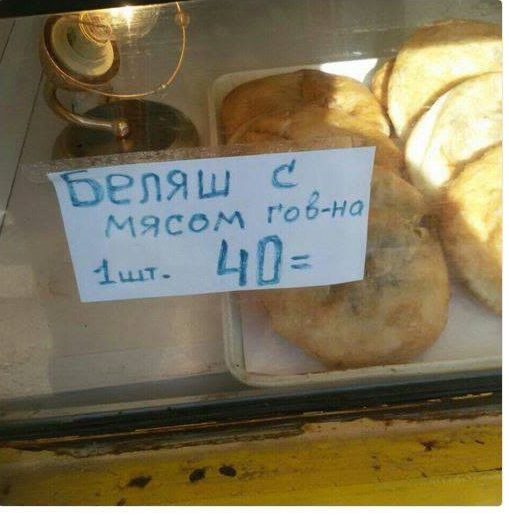 Беляш с
мясом гов-на
1шт. 40=